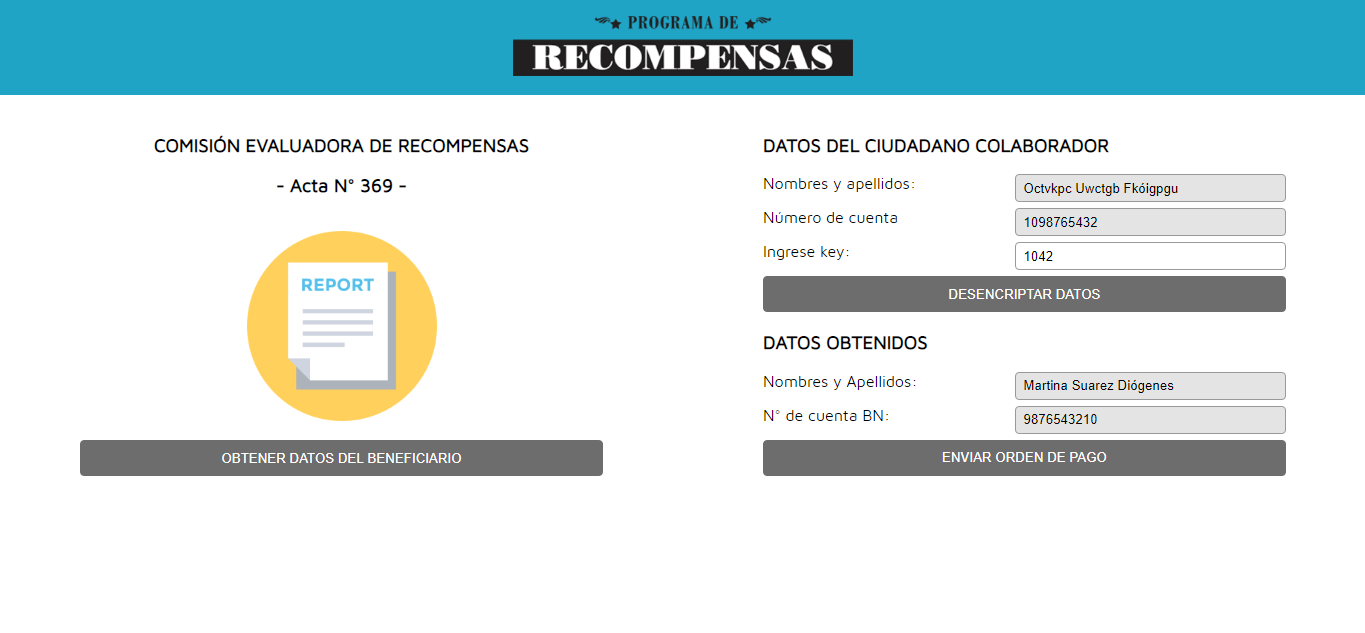 PROGRAMA DE
RECOMPENSAS
COMISIÓN EVALUADORA DE RECOMPENSAS
- Acta N° 369 -
REPORT
OBTENER DATOS DEL BENEFICIARIO
DATOS DEL CIUDADANO COLABORADOR
Nombres y apellidos: Octvkpc Uwctgb Fkóigpgu
Número de cuenta 1098765432
Ingrese key: 1042
DESENCRIPTAR DATOS
DATOS OBTENIDOS
Nombres y Apellidos: Martina Suarez Diógenes
N° de cuenta BN: 9876543210
ENVIAR ORDEN DE PAGO